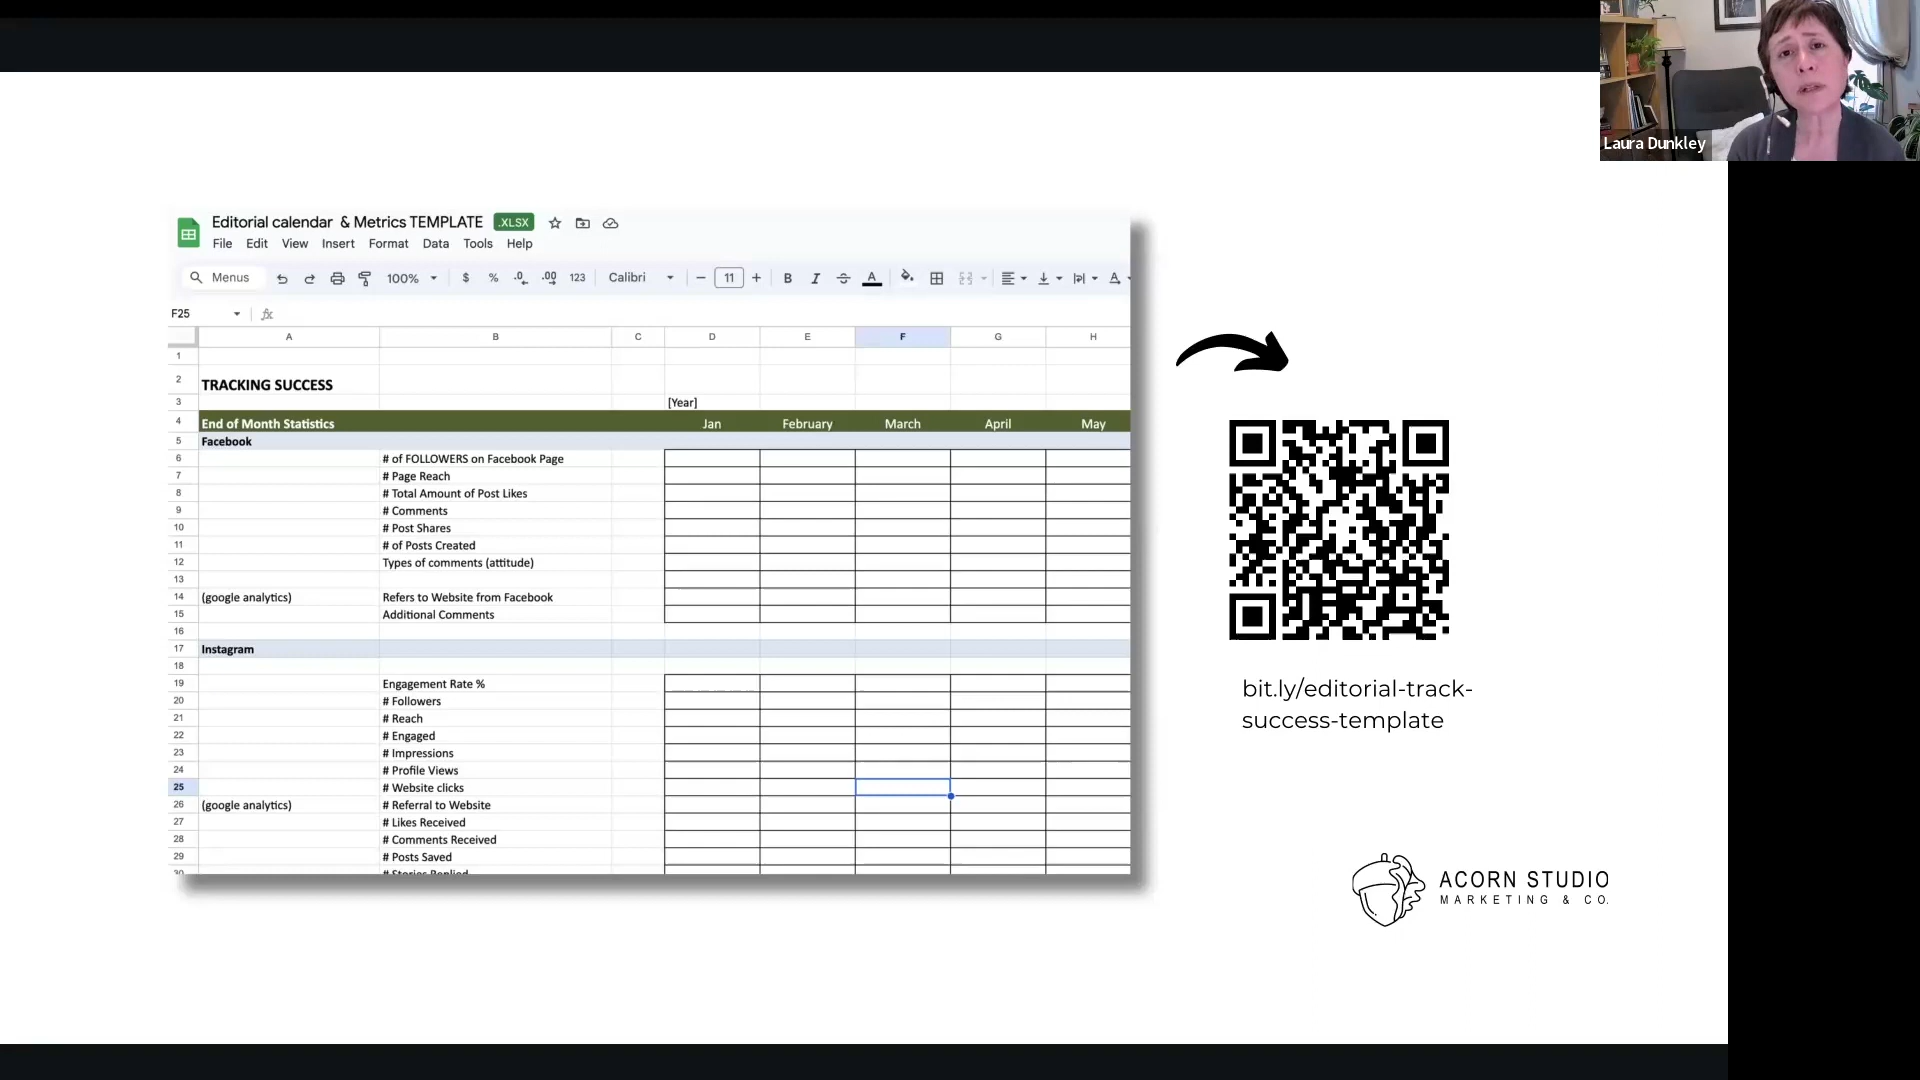 Laura Dunkley
Editorial calendar & Metrics TEMPLATE .XLSX
File Edit View Insert Format Data Tools Help
Menus 100% $ % .0 .00 123 Calibri 11 B I S A A
F25 fx
A B C D E F G H
1
2 TRACKING SUCCESS
3 [Year]
4 End of Month Statistics Jan February March April May
5 Facebook
6 # of FOLLOWERS on Facebook Page
7 # Page Reach
8 # Total Amount of Post Likes
9 # Comments
10 # Post Shares
11 # of Posts Created
12 Types of comments (attitude)
13
14 (google analytics) Refers to Website from Facebook
15 Additional Comments
16
17 Instagram
18
19 Engagement Rate %
20 # Followers
21 # Reach
22 # Engaged
23 # Impressions
24 # Profile Views
25 # Website clicks
26 (google analytics) # Referral to Website
27 # Likes Received
28 # Comments Received
29 # Posts Saved
30 # Stories Replied
bit.ly/editorial-track-
success-template
ACORN STUDIO
MARKETING & CO.